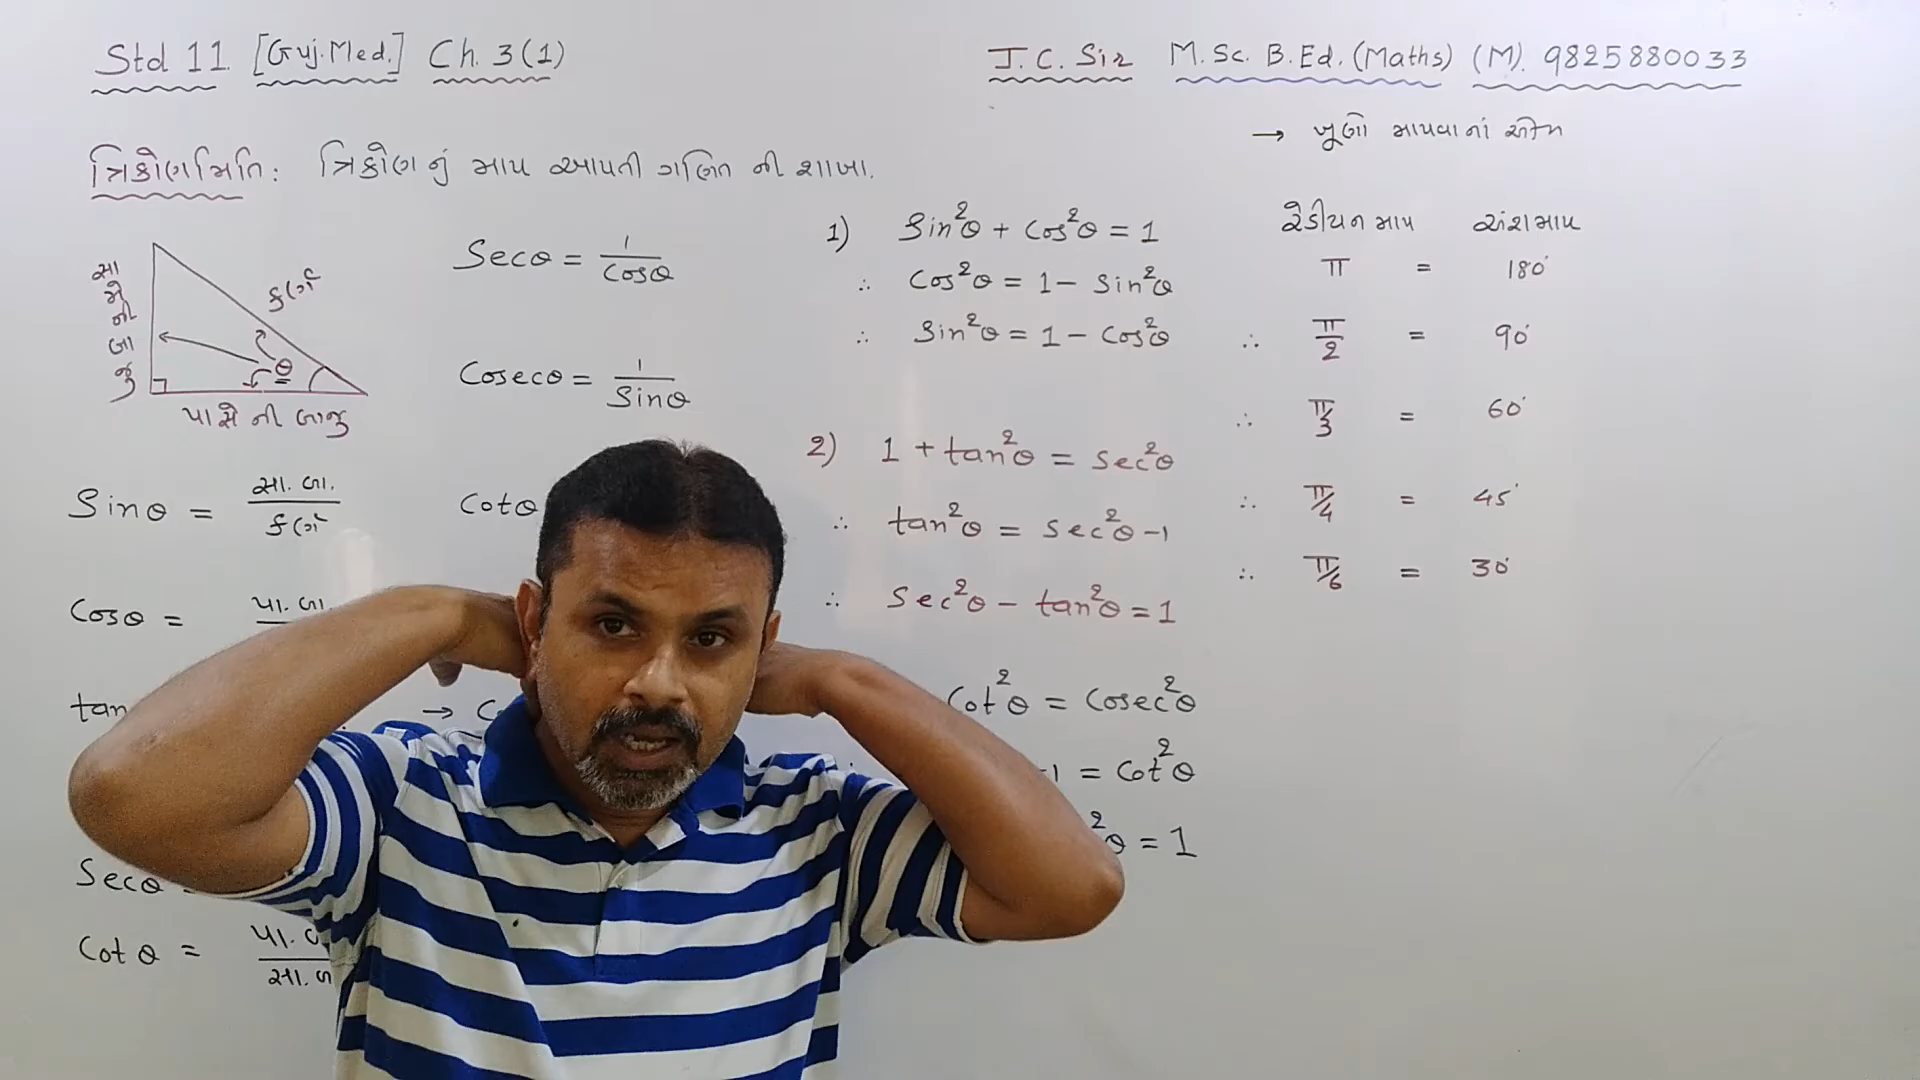 Std 11 [Guj.Med.] Ch. 3(1)
J. C. Sir M. Sc. B. Ed. (Maths) (M). 9825880033
ત્રિકોણમિતિ : ત્રિકોણ નું માપ આપતી ગણિત ની શાખા.
→ ખૂણો માપવાનાં એકમ
સામેની બાજુ
કર્ણ
θ
પાસે ની બાજુ
Sinθ = સા. બા. / કર્ણ
Cosθ = પા. બા.
tan
Secθ
Cot θ = પા. / સા. બ
Secθ = 1 / Cosθ
Cosecθ = 1 / Sinθ
Cotθ
→ C
1) Sin²θ + Cos²θ = 1
∴ Cos²θ = 1 - Sin²θ
∴ Sin²θ = 1 - Cos²θ
2) 1 + tan²θ = Sec²θ
∴ tan²θ = Sec²θ - 1
∴ Sec²θ - tan²θ = 1
Cot²θ = Cosec²θ
-1 = Cot²θ
²θ = 1
રેડીયન માપ અંશમાપ
π = 180°
∴ π/2 = 90°
∴ π/3 = 60°
∴ π/4 = 45°
∴ π/6 = 30°